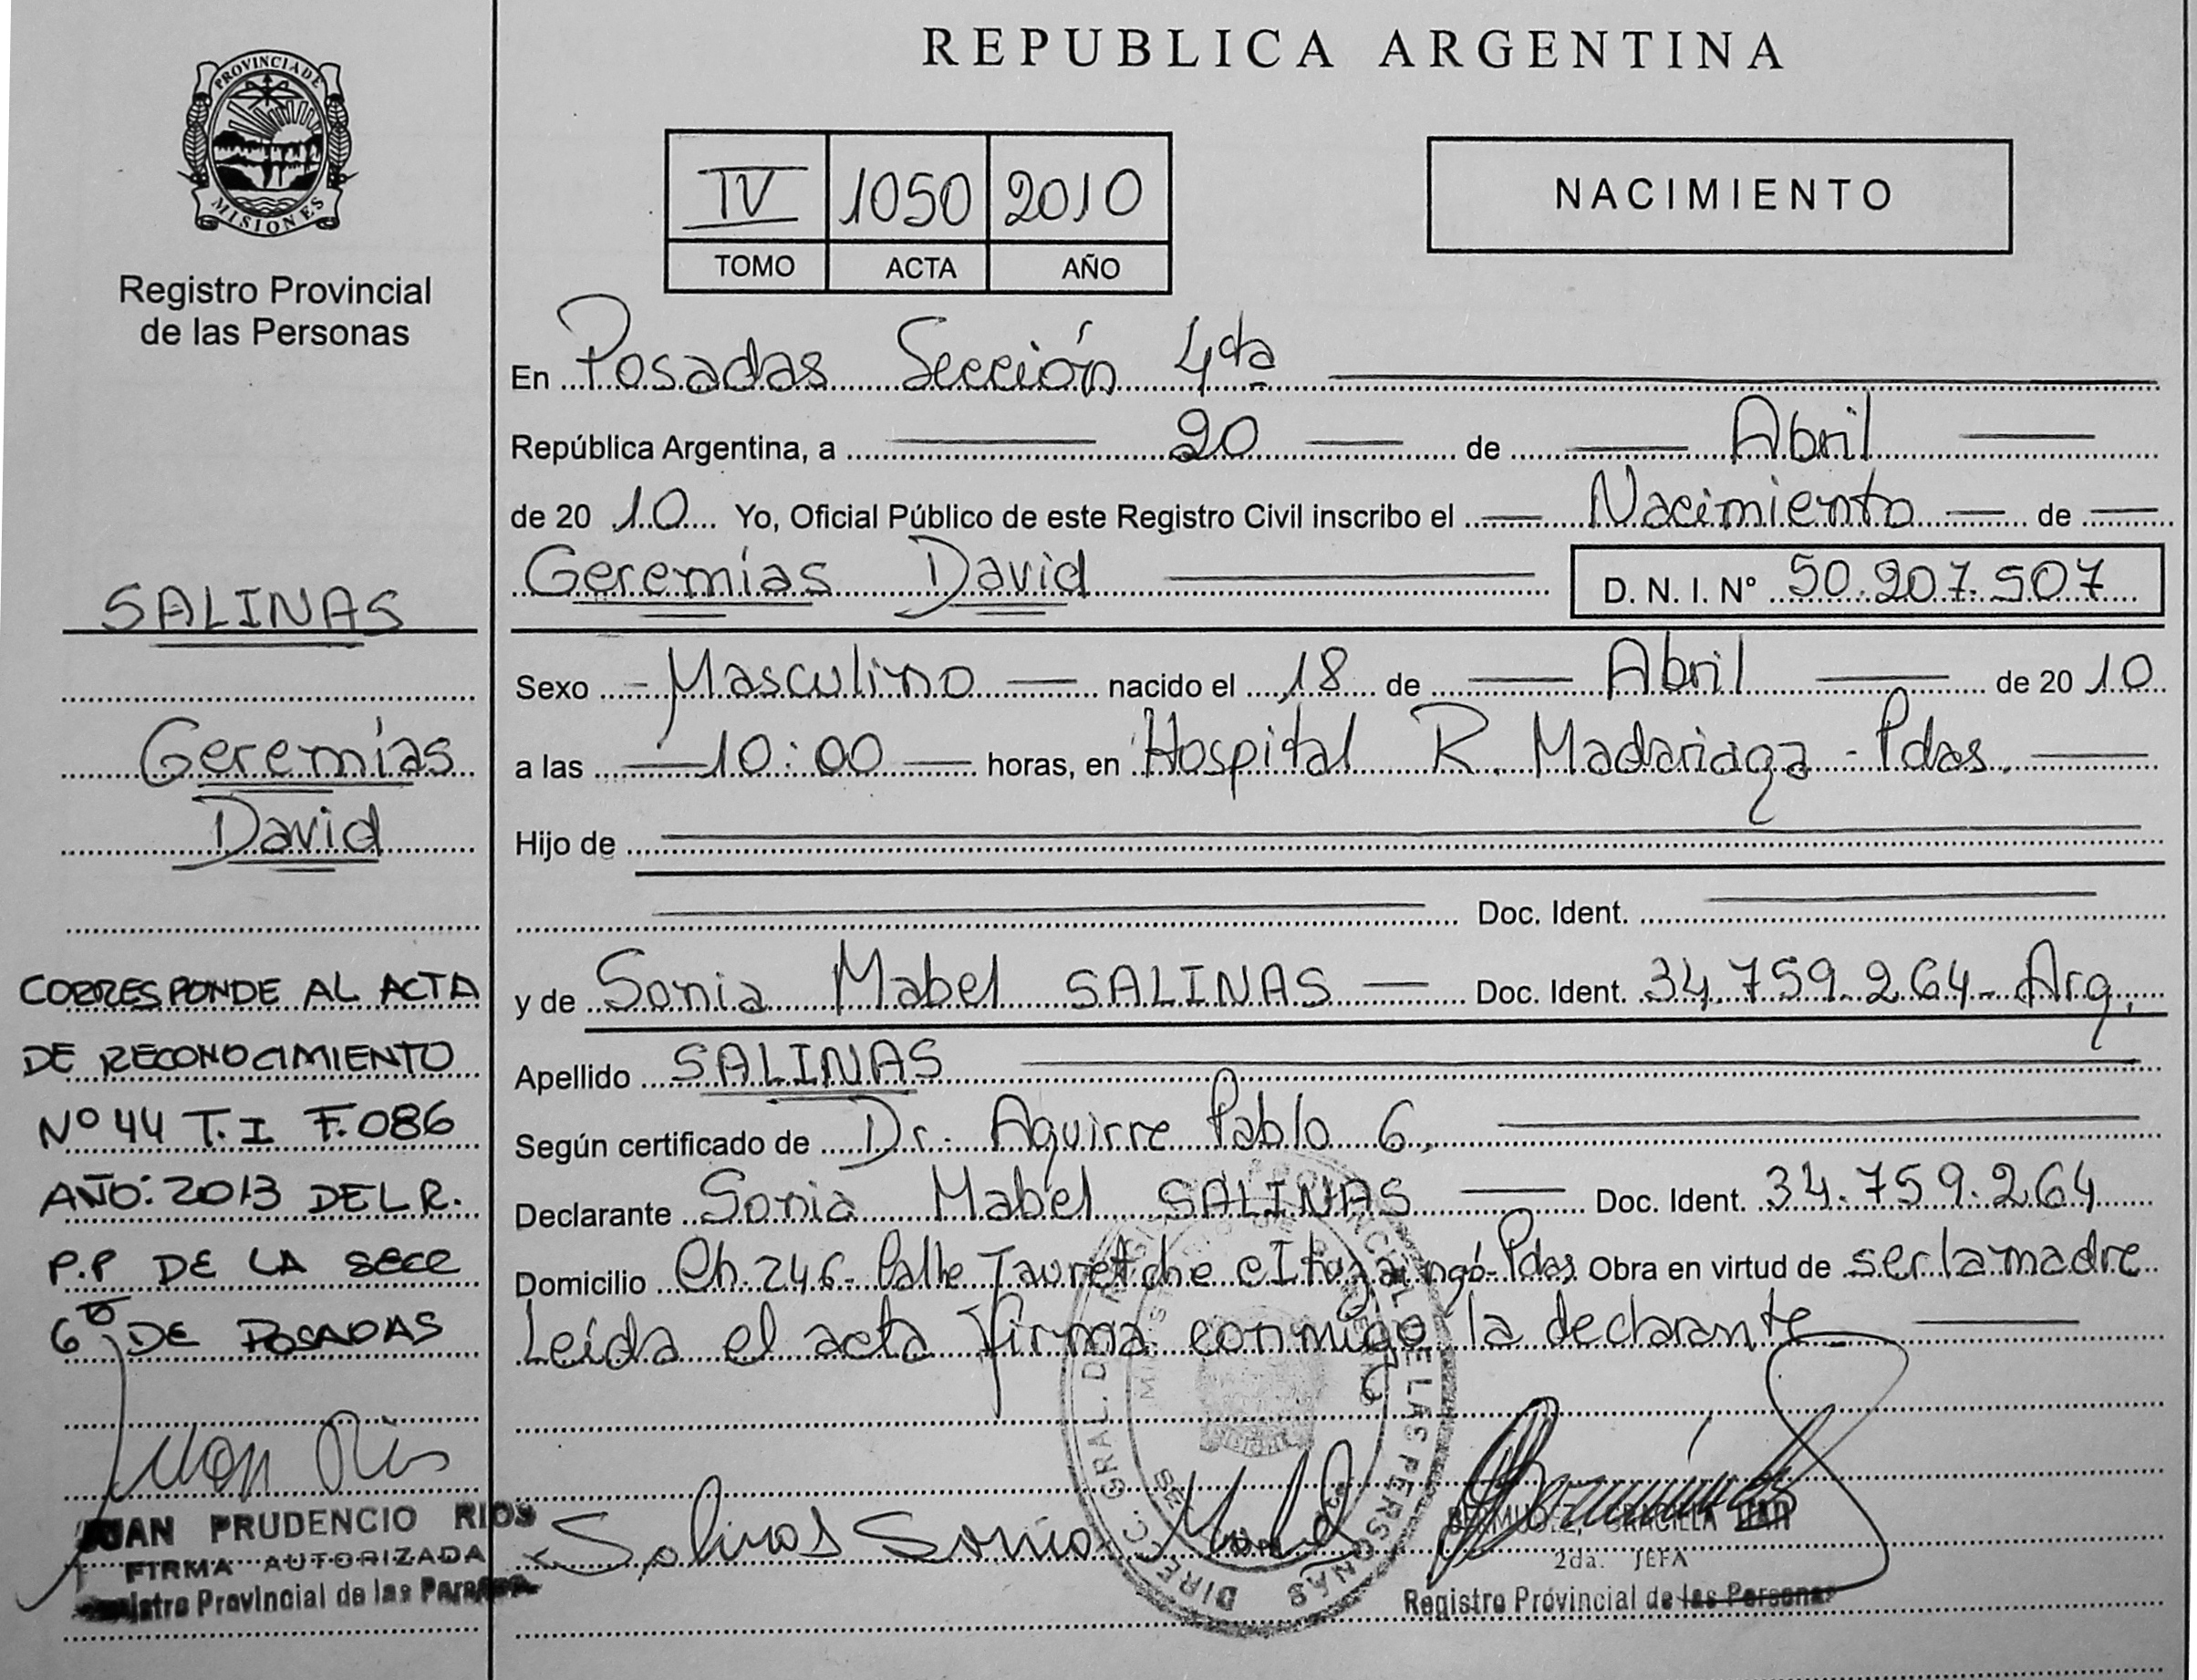 PROVINCIA DE
MISIONES
Registro Provincial
de las Personas
SALINAS
Geremías
David
CORRESPONDE AL ACTA
DE RECONOCIMIENTO
Nº 44 T. I F. 086
AÑO: 2013 DEL R.
P.P DE LA SECC
6ta DE POSADAS
JUAN PRUDENCIO RIOS
FIRMA AUTORIZADA
Registro Provincial de las Personas
REPUBLICA ARGENTINA
IV 1050 2010
TOMO ACTA AÑO
NACIMIENTO
En Posadas Sección 4ta
República Argentina, a 20 de Abril
de 2010 Yo, Oficial Público de este Registro Civil inscribo el Nacimiento de
Geremías David D. N. I. Nº 50.207.507
Sexo Masculino nacido el 18 de Abril de 2010
a las 10:00 horas, en Hospital R. Madariaga - Pdas.
Hijo de
Doc. Ident.
y de Sonia Mabel SALINAS Doc. Ident. 34.759.264 - Arg.
Apellido SALINAS
Según certificado de Dr. Aguirre Pablo G.
Declarante Sonia Mabel SALINAS Doc. Ident. 34.759.264
Domicilio Ch. 246 - Calle Jauretche e Ituzaingó - Pdas Obra en virtud de ser la madre
Leída el acta firma conmigo la declarante
Salinas Sonia Mabel
2da. JEFA
Registro Provincial de las Personas